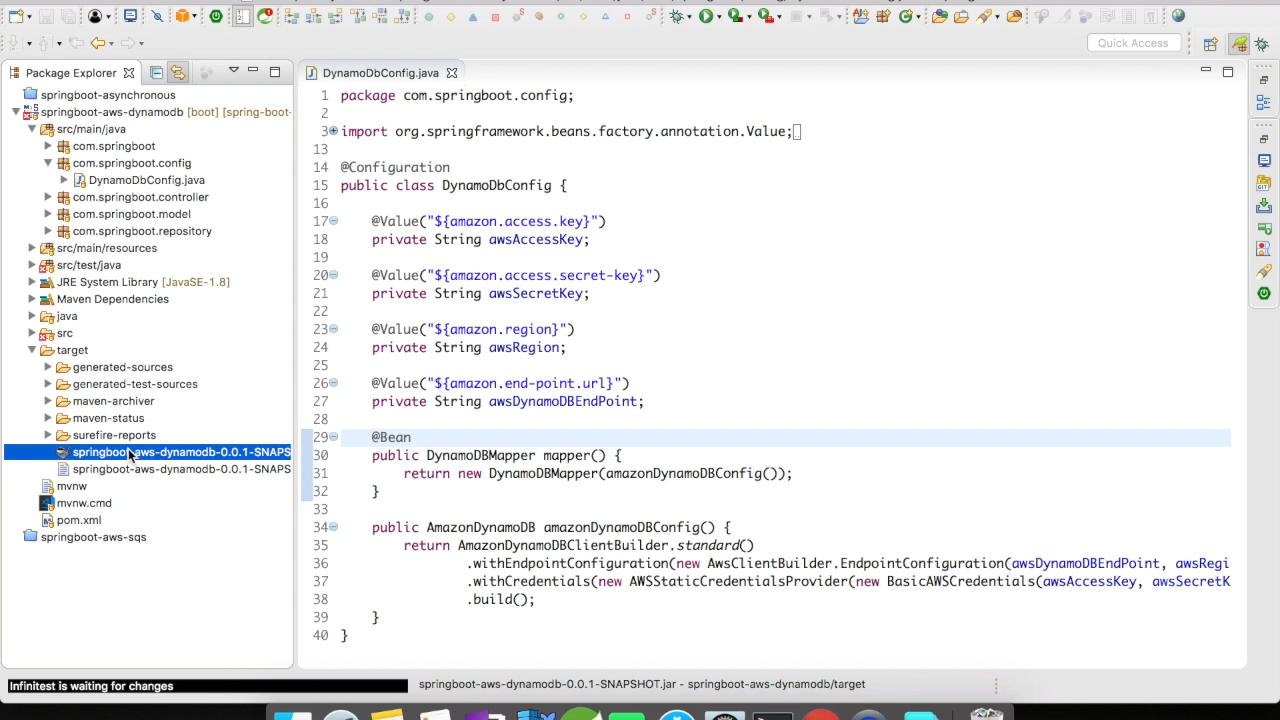 Quick Access
Package Explorer
springboot-asynchronous
springboot-aws-dynamodb [boot] [spring-boot-
src/main/java
com.springboot
com.springboot.config
DynamoDbConfig.java
com.springboot.controller
com.springboot.model
com.springboot.repository
src/main/resources
src/test/java
JRE System Library [JavaSE-1.8]
Maven Dependencies
java
src
target
generated-sources
generated-test-sources
maven-archiver
maven-status
surefire-reports
springboot-aws-dynamodb-0.0.1-SNAPS
springboot-aws-dynamodb-0.0.1-SNAPS
mvnw
mvnw.cmd
pom.xml
springboot-aws-sqs
DynamoDbConfig.java
1 package com.springboot.config;
2
3 import org.springframework.beans.factory.annotation.Value;
13
14 @Configuration
15 public class DynamoDbConfig {
16
17 @Value("${amazon.access.key}")
18 private String awsAccessKey;
19
20 @Value("${amazon.access.secret-key}")
21 private String awsSecretKey;
22
23 @Value("${amazon.region}")
24 private String awsRegion;
25
26 @Value("${amazon.end-point.url}")
27 private String awsDynamoDBEndPoint;
28
29 @Bean
30 public DynamoDBMapper mapper() {
31 return new DynamoDBMapper(amazonDynamoDBConfig());
32 }
33
34 public AmazonDynamoDB amazonDynamoDBConfig() {
35 return AmazonDynamoDBClientBuilder.standard()
36 .withEndpointConfiguration(new AwsClientBuilder.EndpointConfiguration(awsDynamoDBEndPoint, awsRegi
37 .withCredentials(new AWSStaticCredentialsProvider(new BasicAWSCredentials(awsAccessKey, awsSecretK
38 .build();
39 }
40 }
Infinitest is waiting for changes
springboot-aws-dynamodb-0.0.1-SNAPSHOT.jar - springboot-aws-dynamodb/target